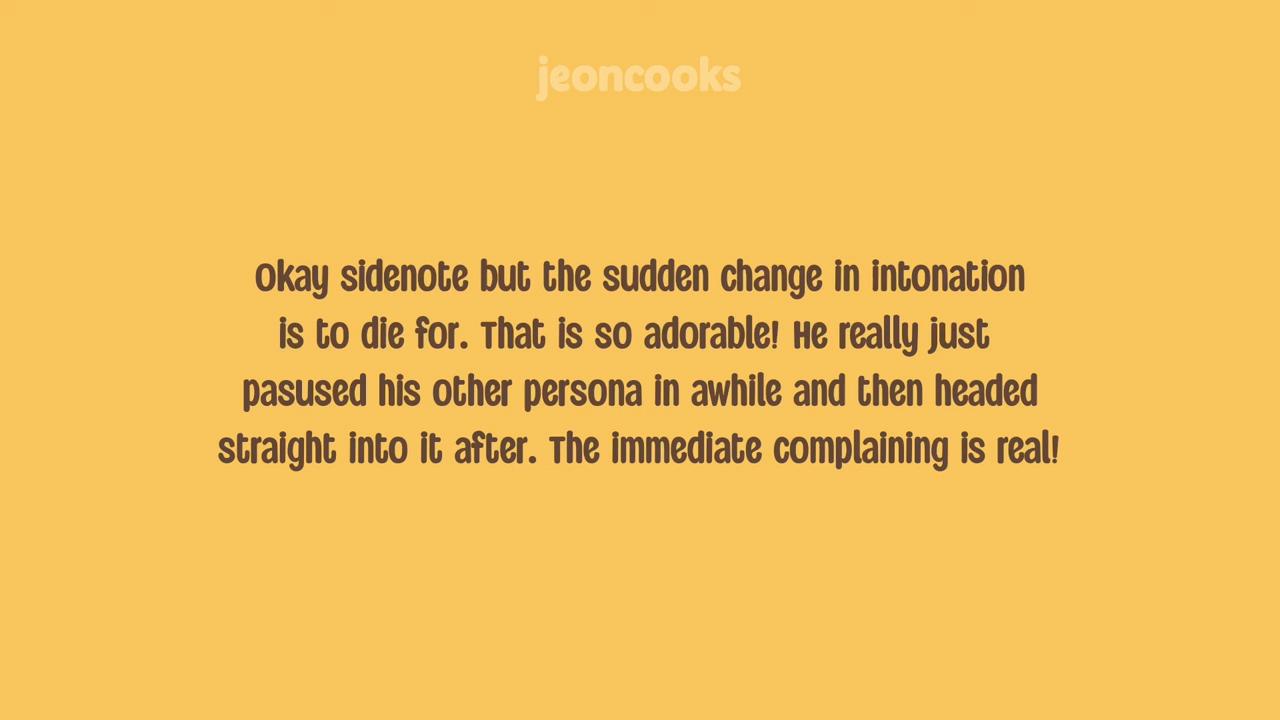 jeoncooks
Okay sidenote but the sudden change in intonation
is to die for. That is so adorable! He really just
pasused his other persona in awhile and then headed
straight into it after. The immediate complaining is real!